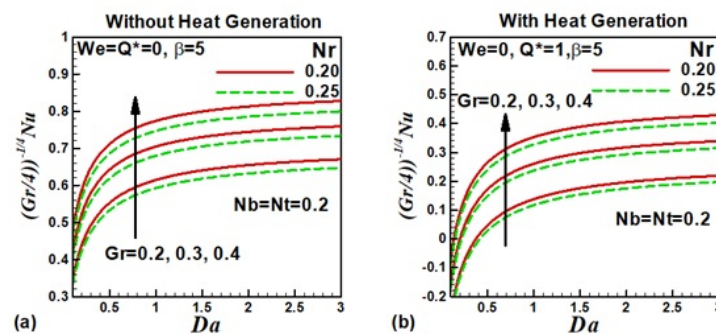 Without Heat Generation
We=Q*=0, β=5
Nr
0.20
0.25
Gr=0.2, 0.3, 0.4
Nb=Nt=0.2
(Gr/4))^-1/4 Nu
1
0.9
0.8
0.7
0.6
0.5
0.4
0.3
0.5
1
1.5
2
2.5
3
Da
(a)
With Heat Generation
We=0, Q*=1,β=5
Nr
0.20
0.25
Gr=0.2, 0.3, 0.4
Nb=Nt=0.2
(Gr/4))^-1/4 Nu
0.7
0.6
0.5
0.4
0.3
0.2
0.1
0
-0.1
-0.2
0.5
1
1.5
2
2.5
3
Da
(b)